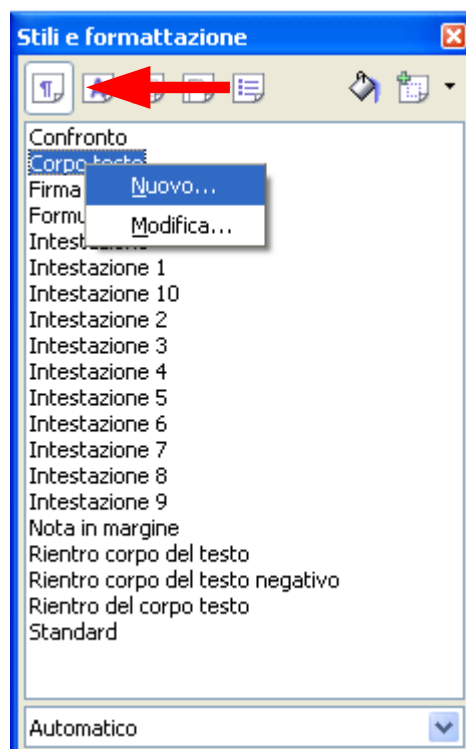 Stili e formattazione
Confronto
Corpo testo
Firma
Nuovo...
Modifica...
Intestazione 1
Intestazione 10
Intestazione 2
Intestazione 3
Intestazione 4
Intestazione 5
Intestazione 6
Intestazione 7
Intestazione 8
Intestazione 9
Nota in margine
Rientro corpo del testo
Rientro corpo del testo negativo
Rientro del corpo testo
Standard
Automatico